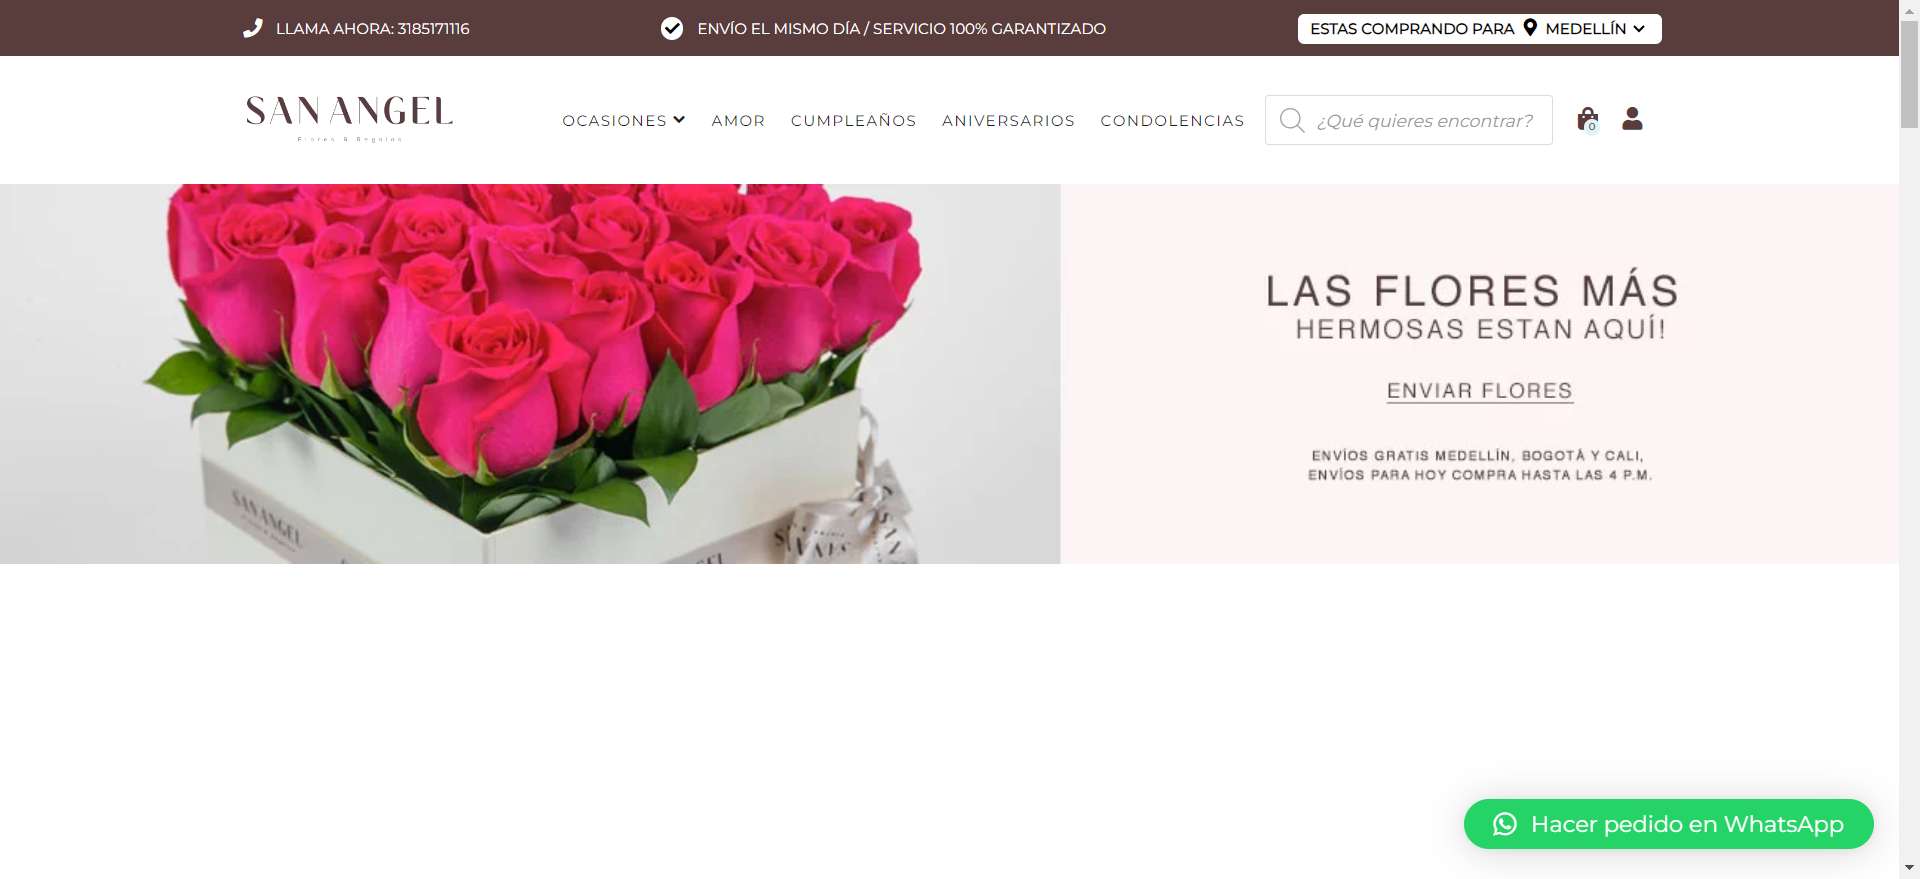 LLAMA AHORA: 3185171116
ENVÍO EL MISMO DÍA / SERVICIO 100% GARANTIZADO
ESTAS COMPRANDO PARA MEDELLÍN
SAN ANGEL
Flores & Regalos
OCASIONES
AMOR
CUMPLEAÑOS
ANIVERSARIOS
CONDOLENCIAS
¿Qué quieres encontrar?
0
LAS FLORES MÁS
HERMOSAS ESTAN AQUÍ!
ENVIAR FLORES
ENVÍOS GRATIS MEDELLÍN, BOGOTÁ Y CALI,
ENVÍOS PARA HOY COMPRA HASTA LAS 4 P.M.
SAN ANGEL
Hacer pedido en WhatsApp